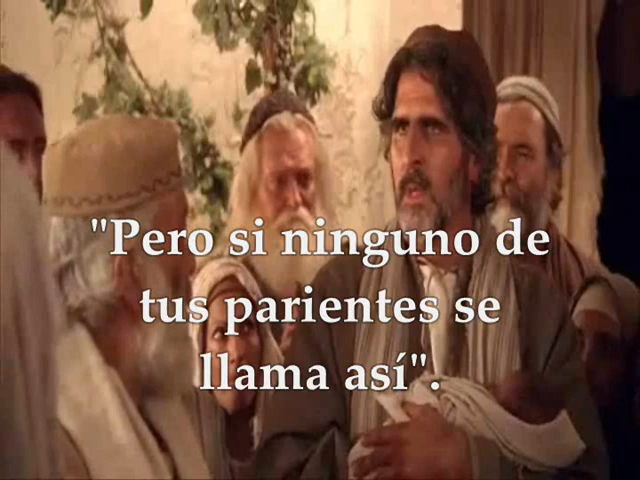 "Pero si ninguno de
tus parientes se
llama así".